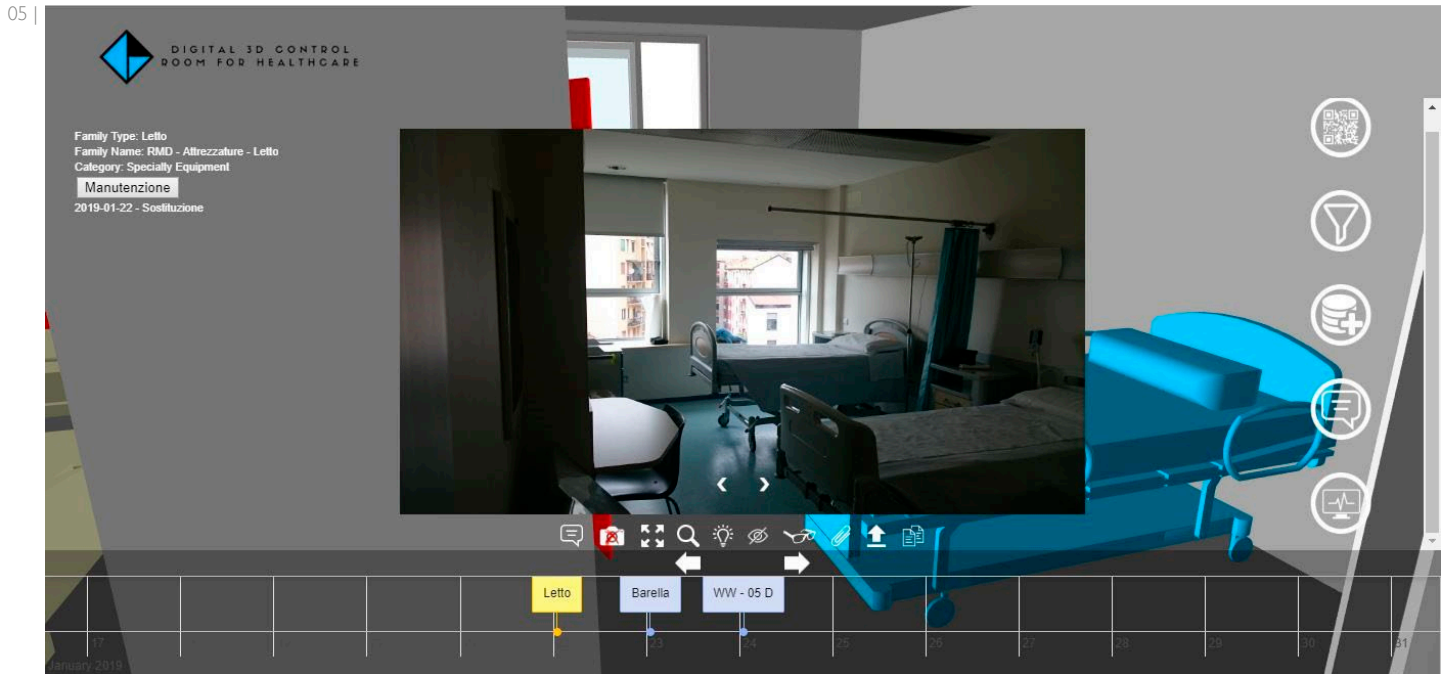 05 |
DIGITAL 3D CONTROL
ROOM FOR HEALTHCARE
Family Type: Letto
Family Name: RMD - Attrezzature - Letto
Category: Specialty Equipment
Manutenzione
2019-01-22 - Sostituzione
Letto
Barella
WW - 05 D
17
23
24
25
26
27
28
29
30
31
January 2019